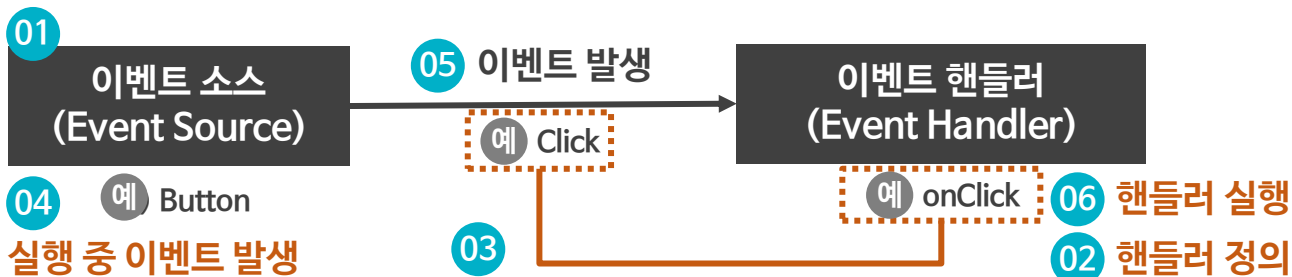 01
이벤트 소스
(Event Source)
04
예) Button
실행 중 이벤트 발생
05 이벤트 발생
예 Click
03
이벤트 핸들러
(Event Handler)
예 onClick
06 핸들러 실행
02 핸들러 정의